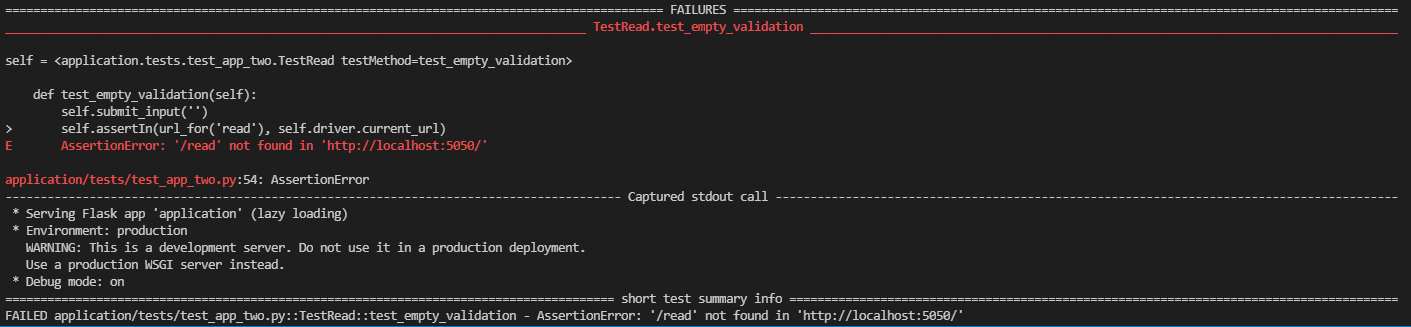 ============================================================================================== FAILURES ===============================================================================================
___________________________________________________________________________________ TestRead.test_empty_validation ____________________________________________________________________________________
self = <application.tests.test_app_two.TestRead testMethod=test_empty_validation>
    def test_empty_validation(self):
        self.submit_input('')
>       self.assertIn(url_for('read'), self.driver.current_url)
E       AssertionError: '/read' not found in 'http://localhost:5050/'
application/tests/test_app_two.py:54: AssertionError
---------------------------------------------------------------------------------------- Captured stdout call -----------------------------------------------------------------------------------------
 * Serving Flask app 'application' (lazy loading)
 * Environment: production
   WARNING: This is a development server. Do not use it in a production deployment.
   Use a production WSGI server instead.
 * Debug mode: on
======================================================================================= short test summary info =======================================================================================
FAILED application/tests/test_app_two.py::TestRead::test_empty_validation - AssertionError: '/read' not found in 'http://localhost:5050/'